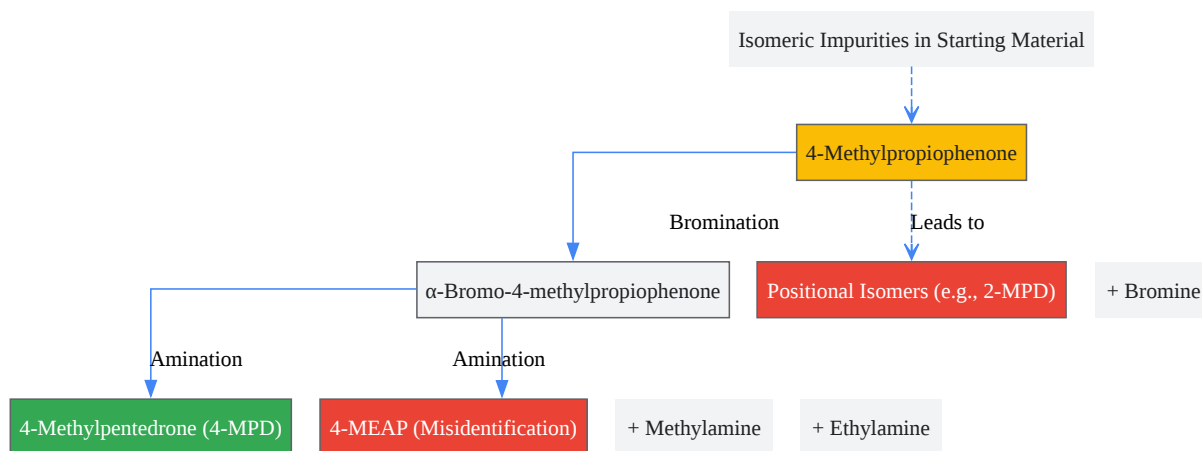 Isomeric Impurities in Starting Material
4-Methylpropiophenone
Bromination
Leads to
α-Bromo-4-methylpropiophenone
Positional Isomers (e.g., 2-MPD)
+ Bromine
Amination
Amination
4-Methylpentedrone (4-MPD)
4-MEAP (Misidentification)
+ Methylamine
+ Ethylamine